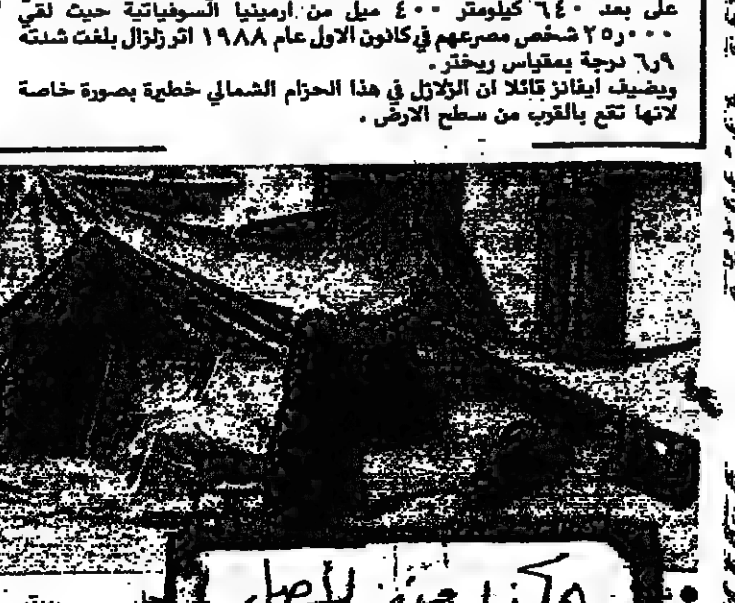 على بعد ٦٤٠ كيلومتر ٤٠٠ ميل من ارمينيا السوفياتية حيث لقي
٢٥٫٠٠٠ شخص مصرعهم في كانون الاول عام ١٩٨٨ اثر زلزال بلغت شدته
٦٫٩ درجة بمقياس ريختر .
ويضيف ايفانز قائلا ان الزلازل في هذا الحزام الشمالي خطيرة بصورة خاصة
لانها تقع بالقرب من سطح الارض .